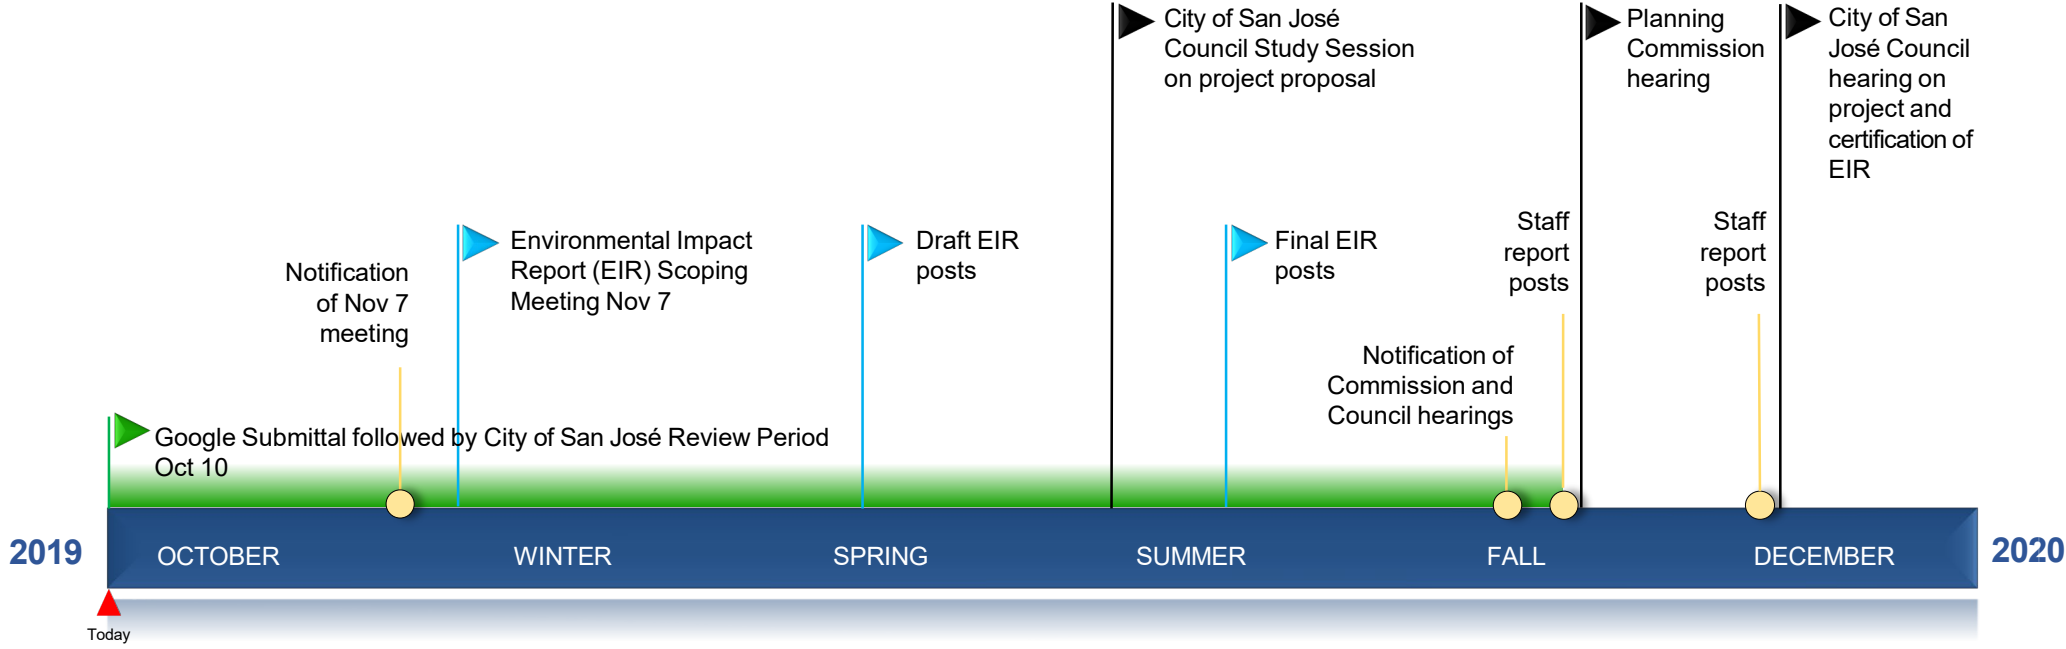 City of San José
Council Study Session
on project proposal
Planning
Commission
hearing
City of San
José Council
hearing on
project and
certification of
EIR
Notification
of Nov 7
meeting
Environmental Impact
Report (EIR) Scoping
Meeting Nov 7
Draft EIR
posts
Final EIR
posts
Staff
report
posts
Staff
report
posts
Notification of
Commission and
Council hearings
Google Submittal followed by City of San José Review Period
Oct 10
2019
OCTOBER
WINTER
SPRING
SUMMER
FALL
DECEMBER
2020
Today